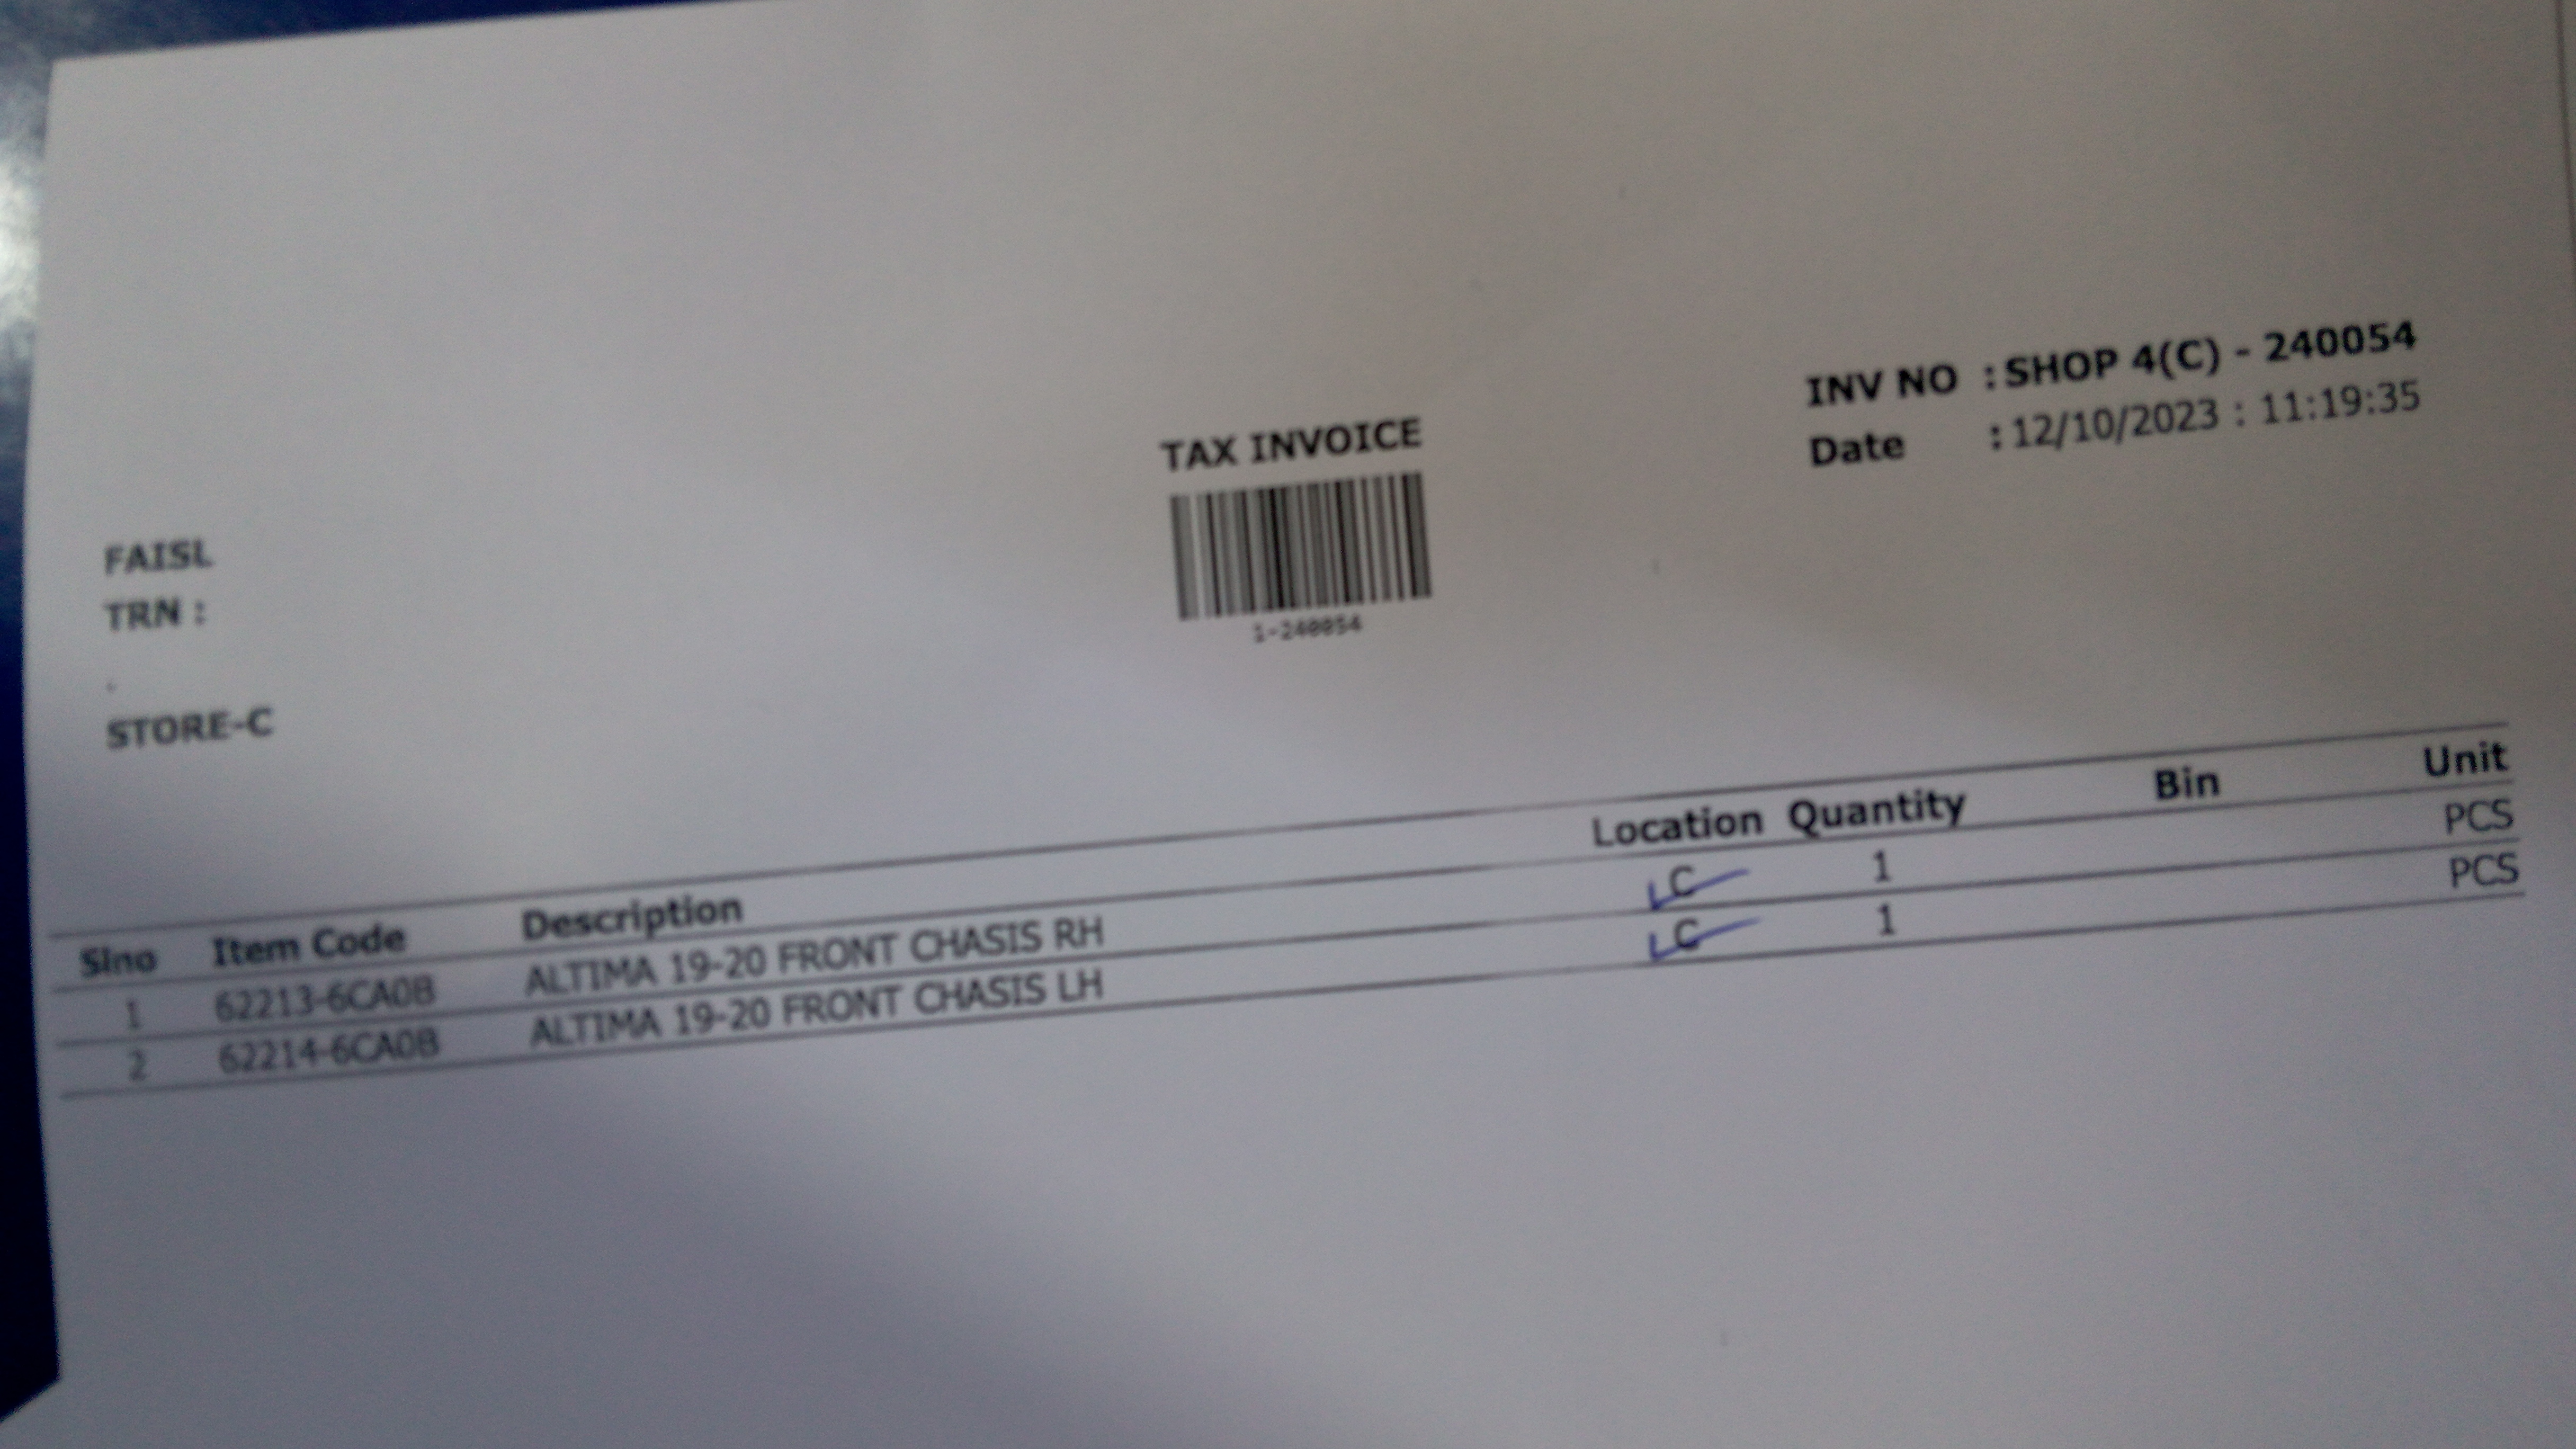 INV NO : SHOP 4(C) - 240054
Date : 12/10/2023 : 11:19:35
TAX INVOICE
1-240054
FAISL
TRN :
.
STORE-C
Slno Item Code Description Location Quantity Bin Unit
1 62213-6CA0B ALTIMA 19-20 FRONT CHASIS RH C 1 PCS
2 62214-6CA0B ALTIMA 19-20 FRONT CHASIS LH C 1 PCS